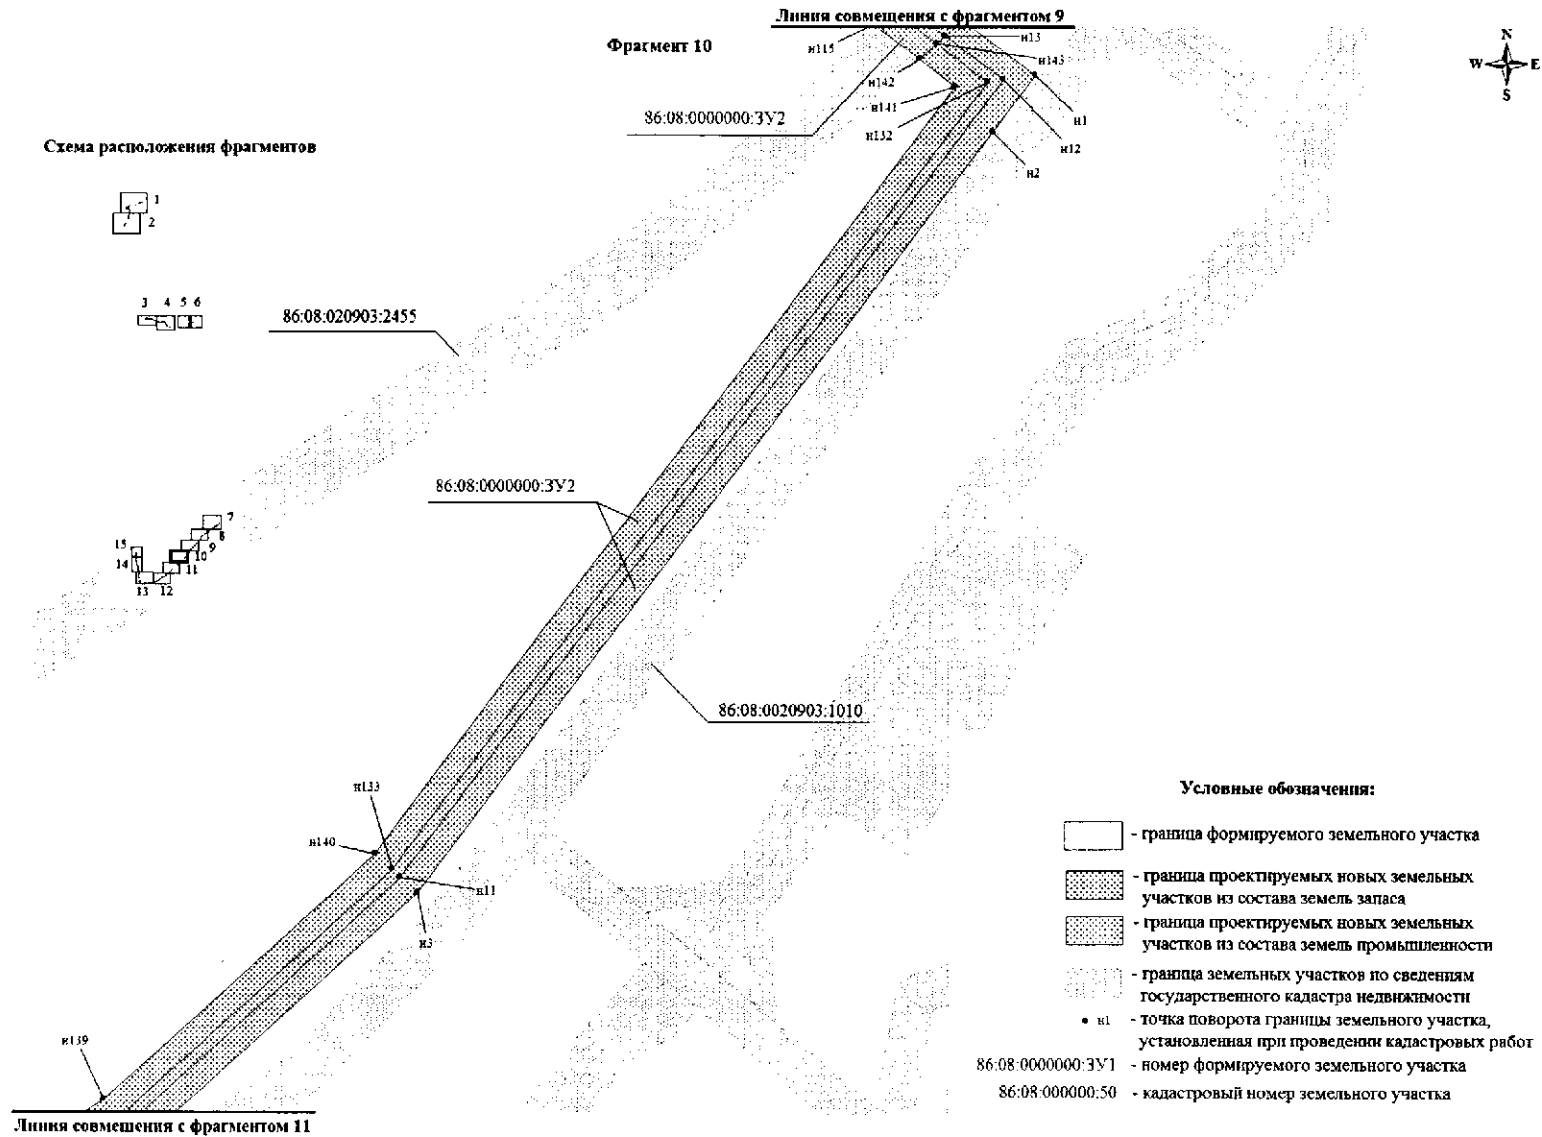 Линия совмещения с фрагментом 9
Фрагмент 10
н115
н13
н143
N
W
E
S
н142
н141
н132
н1
н12
н2
86:08:0000000:ЗУ2
Схема расположения фрагментов
1
2
3 4 5 6
86:08:020903:2455
86:08:0000000:ЗУ2
7
8
9
10
11
12
13
14
15
86:08:0020903:1010
н133
н140
н11
н3
н139
Линия совмещения с фрагментом 11
Условные обозначения:
- граница формируемого земельного участка
- граница проектируемых новых земельных
участков из состава земель запаса
- граница проектируемых новых земельных
участков из состава земель промышленности
- граница земельных участков по сведениям
государственного кадастра недвижимости
н1 - точка поворота границы земельного участка,
установленная при проведении кадастровых работ
86:08:0000000:ЗУ1 - номер формируемого земельного участка
86:08:000000:50 - кадастровый номер земельного участка